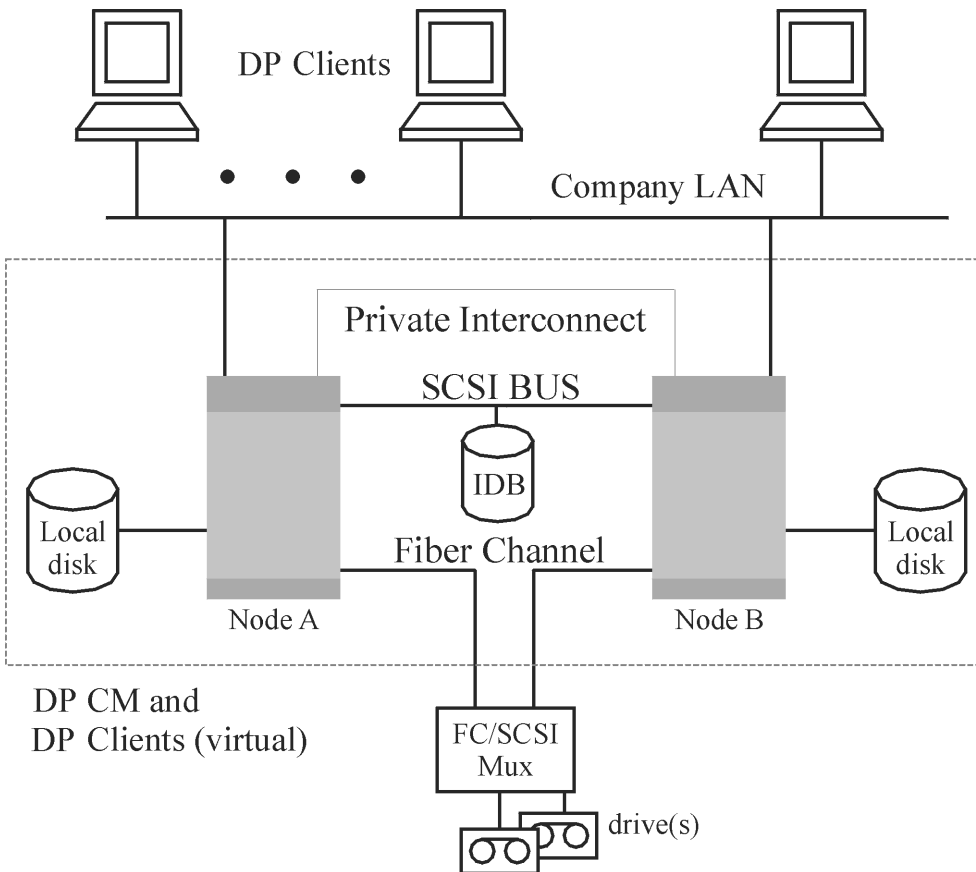 DP Clients
Company LAN
Private Interconnect
SCSI BUS
IDB
Local
disk
Local
disk
Fiber Channel
Node A
Node B
DP CM and
DP Clients (virtual)
FC/SCSI
Mux
drive(s)